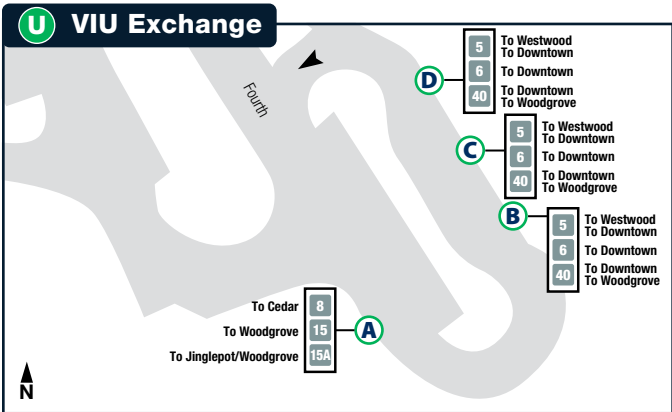 U VIU Exchange
Fourth
D
5 To Westwood
To Downtown
6 To Downtown
40 To Downtown
To Woodgrove
C
5 To Westwood
To Downtown
6 To Downtown
40 To Downtown
To Woodgrove
B
5 To Westwood
To Downtown
6 To Downtown
40 To Downtown
To Woodgrove
To Cedar 8
To Woodgrove 15
To Jinglepot/Woodgrove 15A
A
N